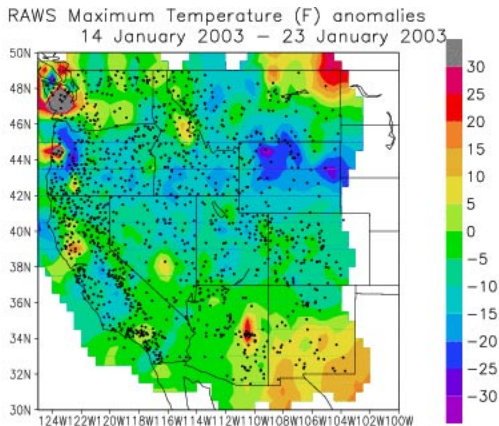 RAWS Maximum Temperature (F) anomalies
14 January 2003 – 23 January 2003
50N
48N
46N
44N
42N
40N
38N
36N
34N
32N
30N
124W122W120W118W116W114W112W110W108W106W104W102W100W
30
25
20
15
10
5
0
−5
−10
−15
−20
−25
−30